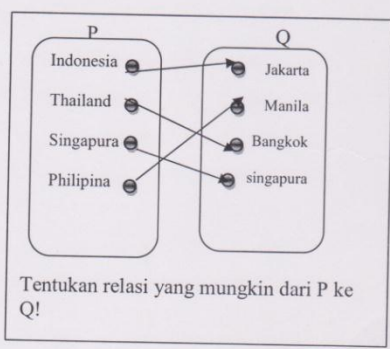 P Q
Indonesia Jakarta
Thailand Manila
Singapura Bangkok
Philipina singapura
Tentukan relasi yang mungkin dari P ke
Q!